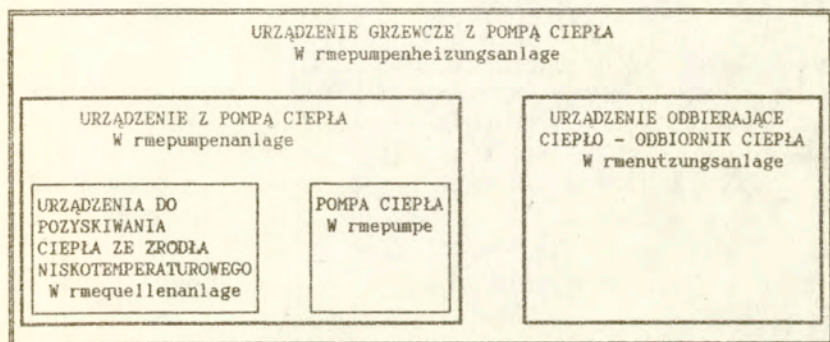 URZĄDZENIE GRZEWCZE Z POMPĄ CIEPŁA
W rmepumpenheizungsanlage
URZĄDZENIE Z POMPĄ CIEPŁA
W rmepumpenanlage
URZĄDZENIA DO
POZYSKIWANIA
CIEPŁA ZE ZRODŁA
NISKOTEMPERATUROWEGO
W rmequellenanlage
POMPA CIEPŁA
W rmepumpe
URZĄDZENIE ODBIERAJĄCE
CIEPŁO - ODBIORNIK CIEPŁA
W rmenutzungsanlage